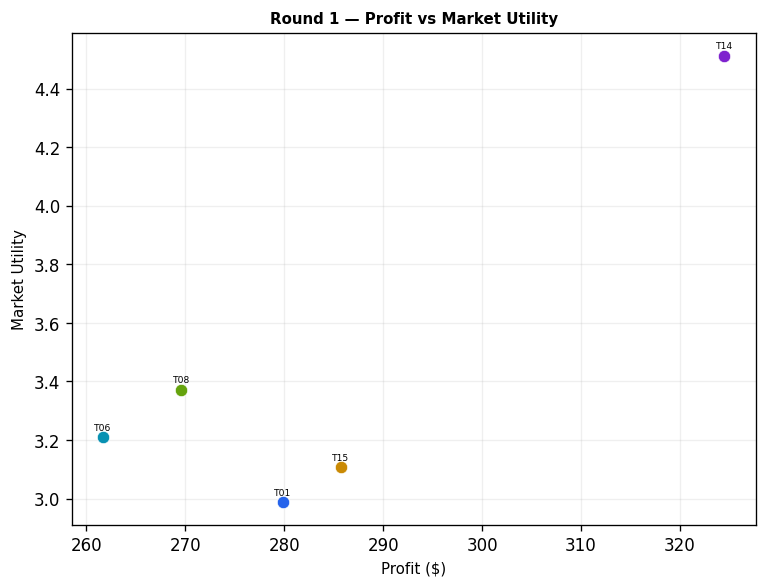 Round 1 — Profit vs Market Utility
T14
4.4
4.2
4.0
3.8
3.6
3.4
3.2
3.0
Market Utility
T08
T06
T15
T01
260
270
280
290
300
310
320
Profit ($)